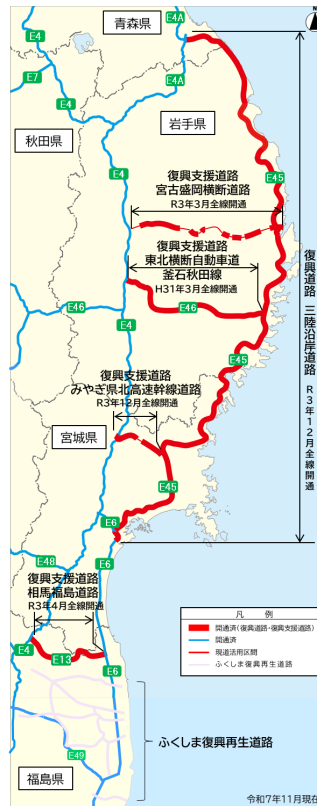 N
青森県
E4A
E4
E4A
E7
E4
岩手県
秋田県
E4
E45
復興支援道路
宮古盛岡横断道路
R3年3月全線開通
復興支援道路
東北横断自動車道
釜石秋田線
H31年3月全線開通
E46
E46
E4
復興道路 三陸沿岸道路 R3年12月全線開通
E45
復興支援道路
みやぎ県北高速幹線道路
R3年12月全線開通
宮城県
E45
E6
E48
E6
復興支援道路
相馬福島道路
R3年4月全線開通
凡 例
開通済(復興道路・復興支援道路)
開通済
現道活用区間
ふくしま復興再生道路
E4
E13
E6
ふくしま復興再生道路
E49
福島県
令和7年11月現在